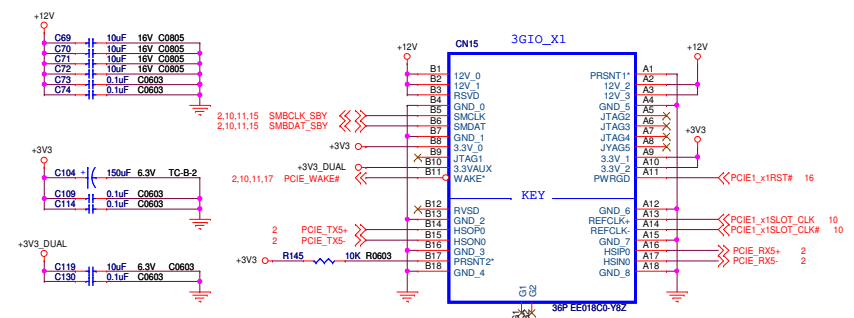 +12V
C69 10uF 16V C0805
C70 10uF 16V C0805
C71 10uF 16V C0805
C72 10uF 16V C0805
C73 0.1uF C0603
C74 0.1uF C0603
+3V3
C104 + 150uF 6.3V TC-B-2
C109 0.1uF C0603
C114 0.1uF C0603
+3V3_DUAL
C119 10uF 6.3V C0603
C130 0.1uF C0603
CN15 3GIO_X1
+12V +12V
B1 12V_0 PRSNT1* A1
B2 12V_1 12V_2 A2
B3 RSVD 12V_3 A3
B4 GND_0 GND_5 A4
2,10,11,15 SMBCLK_SBY B5 SMCLK JTAG2 A5
2,10,11,15 SMBDAT_SBY B6 SMDAT JTAG3 A6
B7 GND_1 JTAG4 A7
+3V3 B8 3.3V_0 JYAG5 A8 +3V3
B9 JTAG1 3.3V_1 A9
+3V3_DUAL B10 3.3VAUX 3.3V_2 A10
2,10,11,17 PCIE_WAKE# B11 WAKE* PWRGD A11 PCIE1_x1RST# 16
KEY
B12 RVSD GND_6 A12
B13 GND_2 REFCLK+ A13 PCIE1_x1SLOT_CLK 10
2 PCIE_TX5+ B14 HSOP0 REFCLK- A14 PCIE1_x1SLOT_CLK# 10
2 PCIE_TX5- B15 HSON0 GND_7 A15
B16 GND_3 HSIP0 A16 PCIE_RX5+ 2
+3V3 R145 10K R0603 B17 PRSNT2* HSIN0 A17 PCIE_RX5- 2
B18 GND_4 GND_8 A18
G1 G2
36P EE018C0-Y8Z